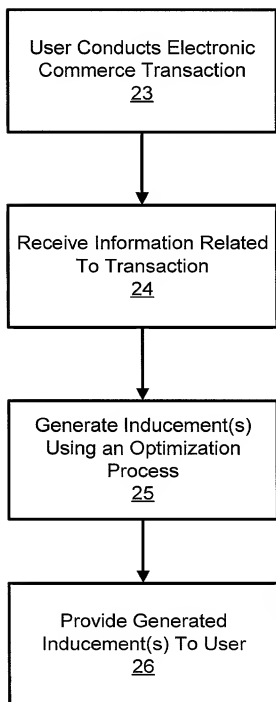 User Conducts Electronic
Commerce Transaction
23
Receive Information Related
To Transaction
24
Generate Inducement(s)
Using an Optimization
Process
25
Provide Generated
Inducement(s) To User
26